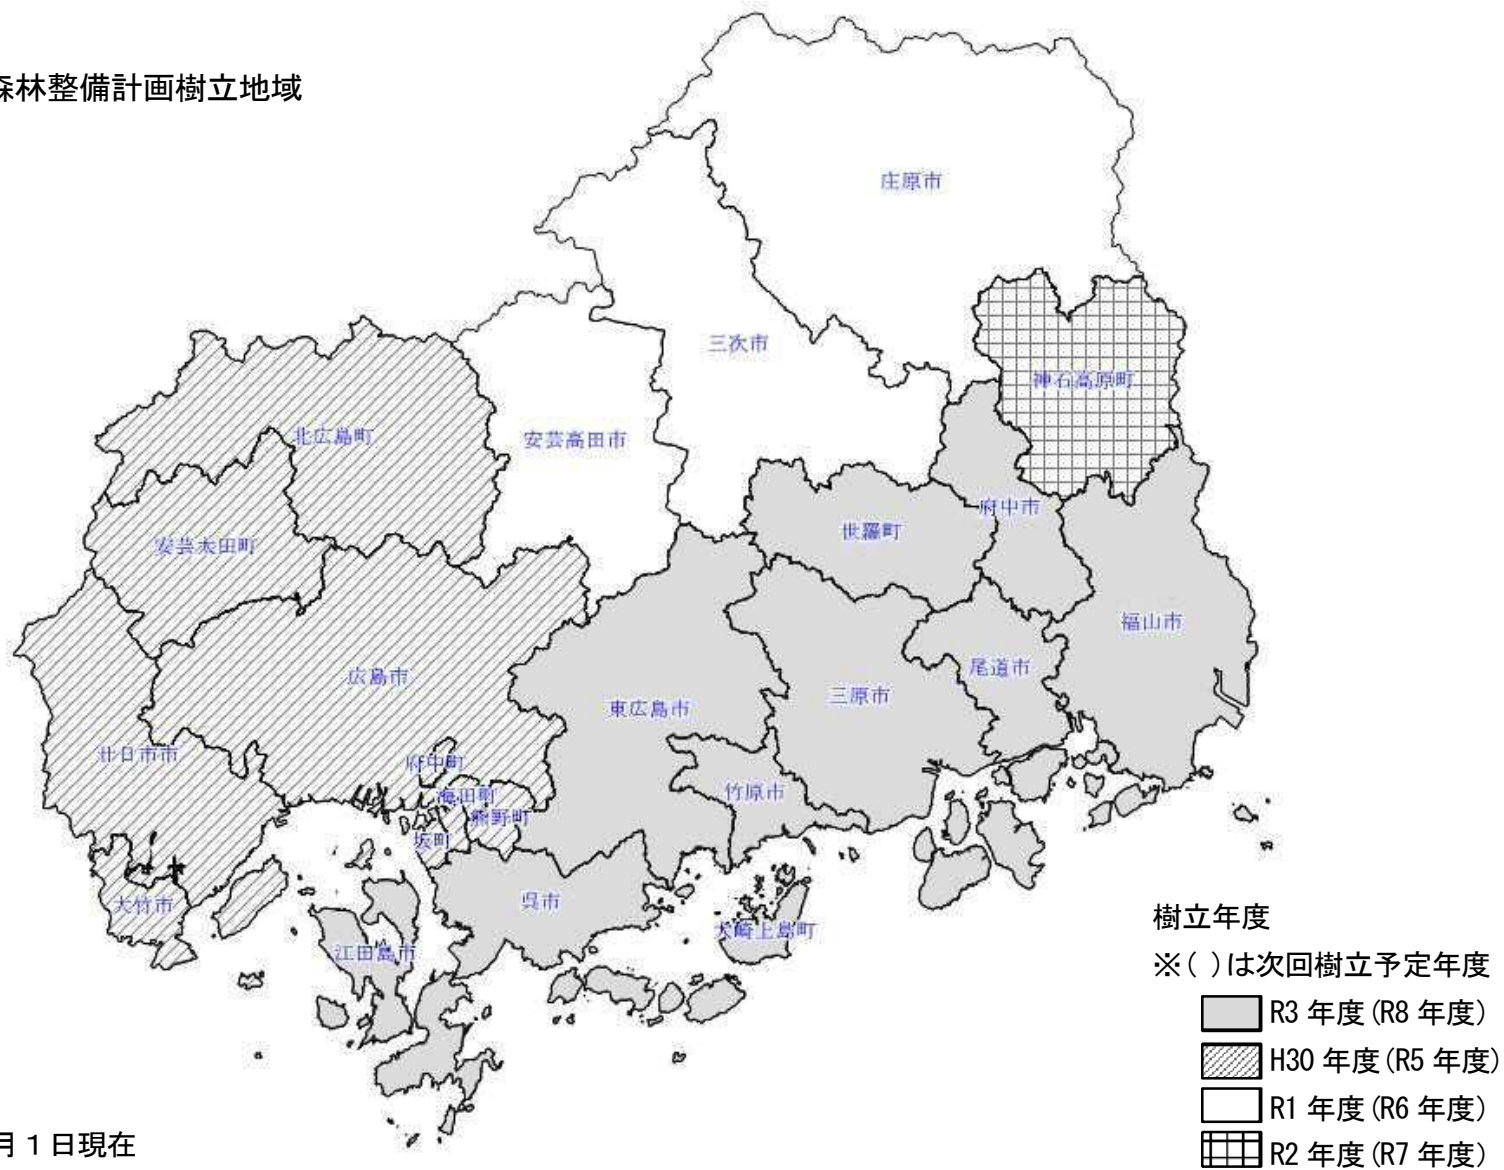 森林整備計画樹立地域
庄原市
三次市
神石高原町
北広島町
安芸高田市
府中市
世羅町
安芸太田町
福山市
尾道市
広島市
三原市
東広島市
廿日市市
府中町
竹原市
海田町
熊野町
坂町
大竹市
呉市
大崎上島町
江田島市
樹立年度
※( )は次回樹立予定年度
R3 年度(R8 年度)
H30 年度(R5 年度)
R1 年度(R6 年度)
R2 年度(R7 年度)
月 1 日現在